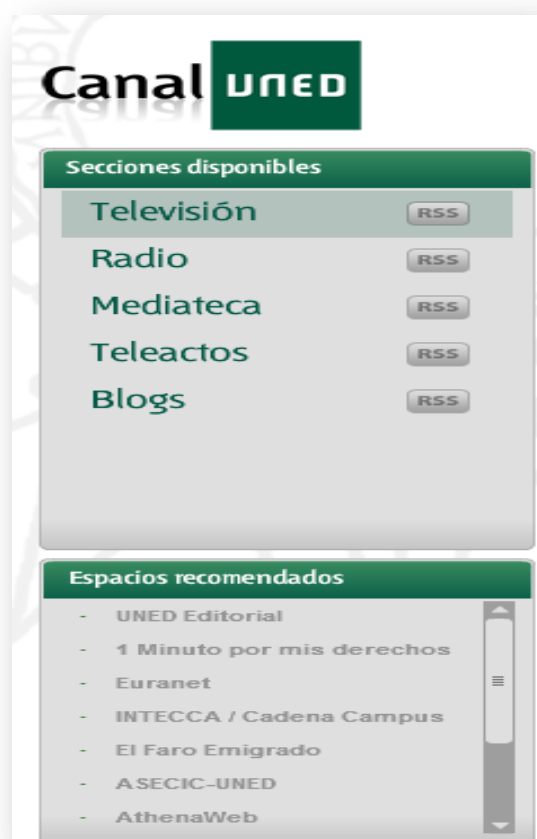 Canal UNED
Secciones disponibles
Televisión RSS
Radio RSS
Mediateca RSS
Teleactos RSS
Blogs RSS
Espacios recomendados
- UNED Editorial
- 1 Minuto por mis derechos
- Euranet
- INTECCA / Cadena Campus
- El Faro Emigrado
- ASECIC-UNED
- AthenaWeb